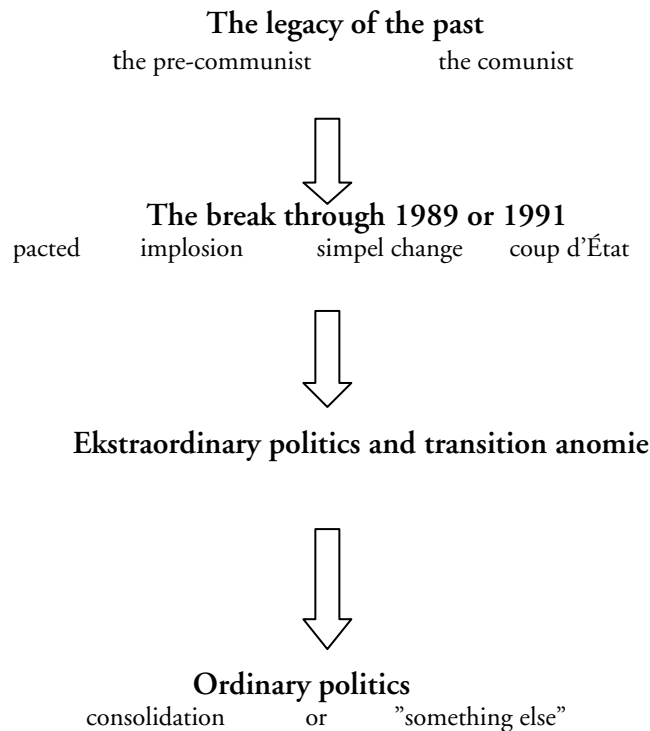 The legacy of the past
the pre-communist the comunist
The break through 1989 or 1991
pacted implosion simpel change coup d'État
Ekstraordinary politics and transition anomie
Ordinary politics
consolidation or ”something else”